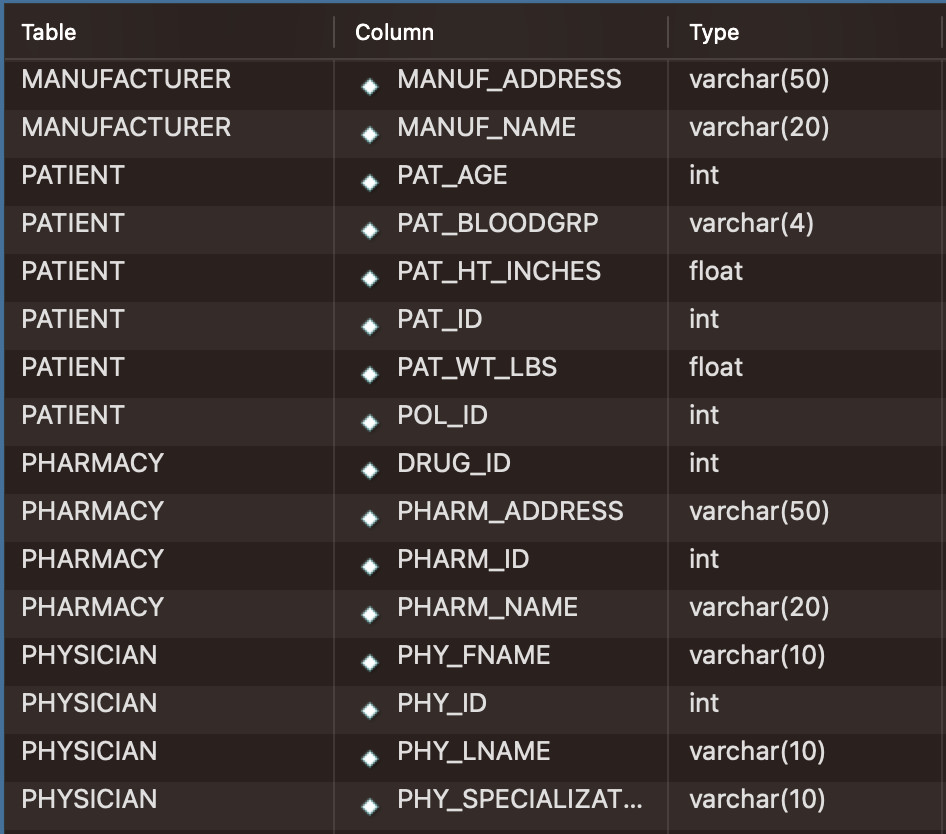 Table Column Type
MANUFACTURER MANUF_ADDRESS varchar(50)
MANUFACTURER MANUF_NAME varchar(20)
PATIENT PAT_AGE int
PATIENT PAT_BLOODGRP varchar(4)
PATIENT PAT_HT_INCHES float
PATIENT PAT_ID int
PATIENT PAT_WT_LBS float
PATIENT POL_ID int
PHARMACY DRUG_ID int
PHARMACY PHARM_ADDRESS varchar(50)
PHARMACY PHARM_ID int
PHARMACY PHARM_NAME varchar(20)
PHYSICIAN PHY_FNAME varchar(10)
PHYSICIAN PHY_ID int
PHYSICIAN PHY_LNAME varchar(10)
PHYSICIAN PHY_SPECIALIZAT... varchar(10)